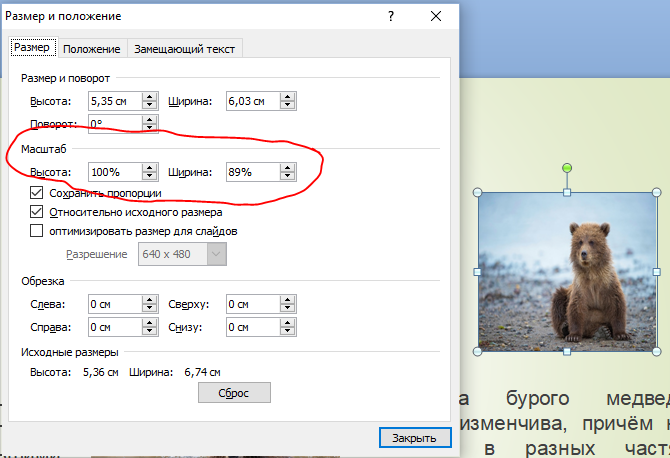 Размер и положение
Размер Положение Замещающий текст
Размер и поворот
Высота: 5,35 см Ширина: 6,03 см
Поворот: 0°
Масштаб
Высота: 100% Ширина: 89%
Сохранить пропорции
Относительно исходного размера
оптимизировать размер для слайдов
Разрешение 640 x 480
Обрезка
Слева: 0 см Сверху: 0 см
Справа: 0 см Снизу: 0 см
Исходные размеры
Высота: 5,36 см Ширина: 6,74 см
Сброс
Закрыть
а бурого медвед
изменчива, причём н
в разных частя